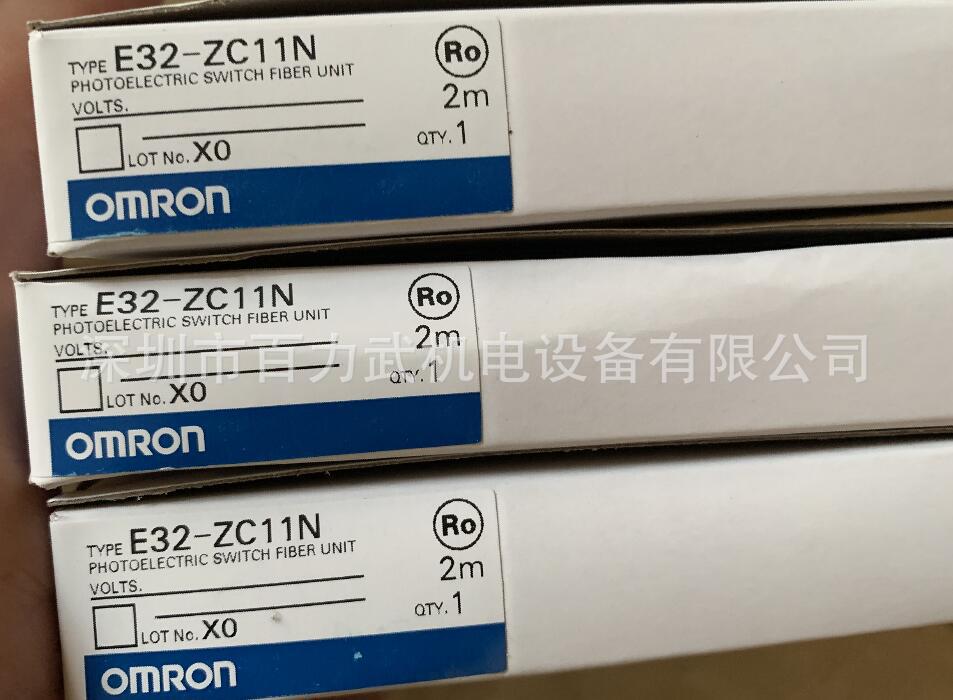 TYPE E32-ZC11N Ro
PHOTOELECTRIC SWITCH FIBER UNIT
VOLTS. 2m
QTY. 1
LOT No. X0
OMRON
TYPE E32-ZC11N Ro
PHOTOELECTRIC SWITCH FIBER UNIT
VOLTS. 2m
深圳市百力武机电设备有限公司
QTY. 1
LOT No. X0
OMRON
TYPE E32-ZC11N Ro
PHOTOELECTRIC SWITCH FIBER UNIT
VOLTS. 2m
QTY. 1
LOT No. X0
OMRON